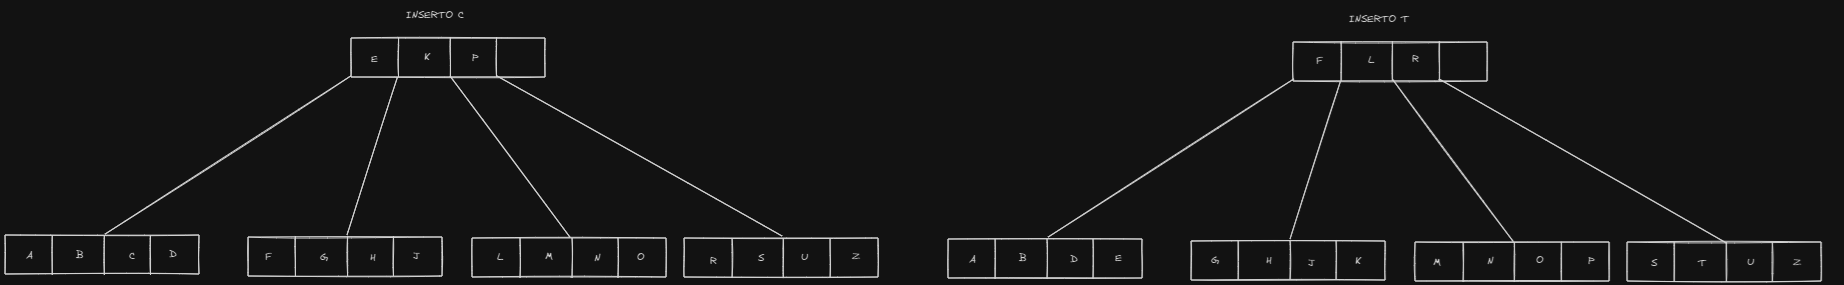 INSERTO C
E K P
A B C D
F G H J
L M N O
R S U Z
INSERTO T
F L R
A B D E
G H J K
M N O P
S T U Z